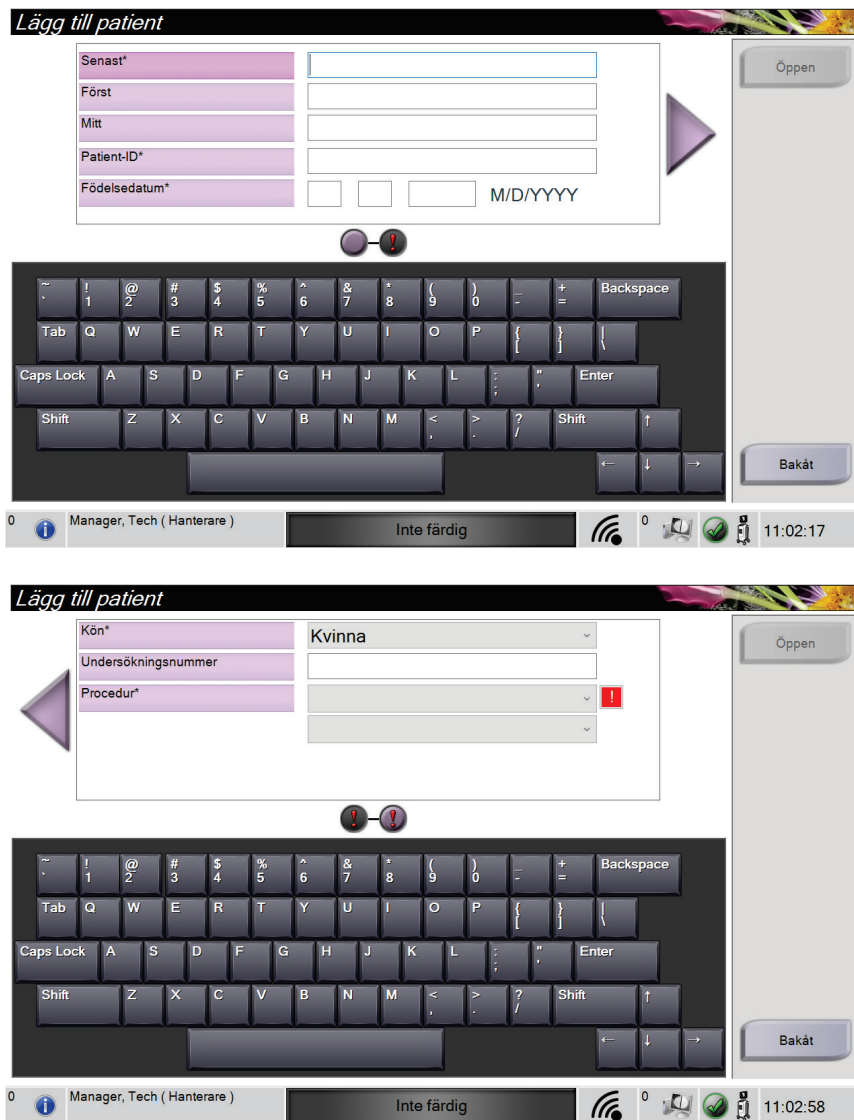 Lägg till patient
Senast*
Öppen
Först
Mitt
Patient-ID*
Födelsedatum*
M/D/YYYY
~ ! @ # $ % ^ & * ( ) _ + Backspace
` 1 2 3 4 5 6 7 8 9 0 - =
Tab Q W E R T Y U I O P { } |
[ ] \
Caps Lock A S D F G H J K L : " Enter
; '
Shift Z X C V B N M < > ? Shift ↑
, . /
← ↓ →
Bakåt
0 Manager, Tech ( Hanterare ) Inte färdig 0 11:02:17
Lägg till patient
Kön* Kvinna
Öppen
Undersökningsnummer
Procedur* !
~ ! @ # $ % ^ & * ( ) _ + Backspace
` 1 2 3 4 5 6 7 8 9 0 - =
Tab Q W E R T Y U I O P { } |
[ ] \
Caps Lock A S D F G H J K L : " Enter
; '
Shift Z X C V B N M < > ? Shift ↑
, . /
← ↓ →
Bakåt
0 Manager, Tech ( Hanterare ) Inte färdig 0 11:02:58